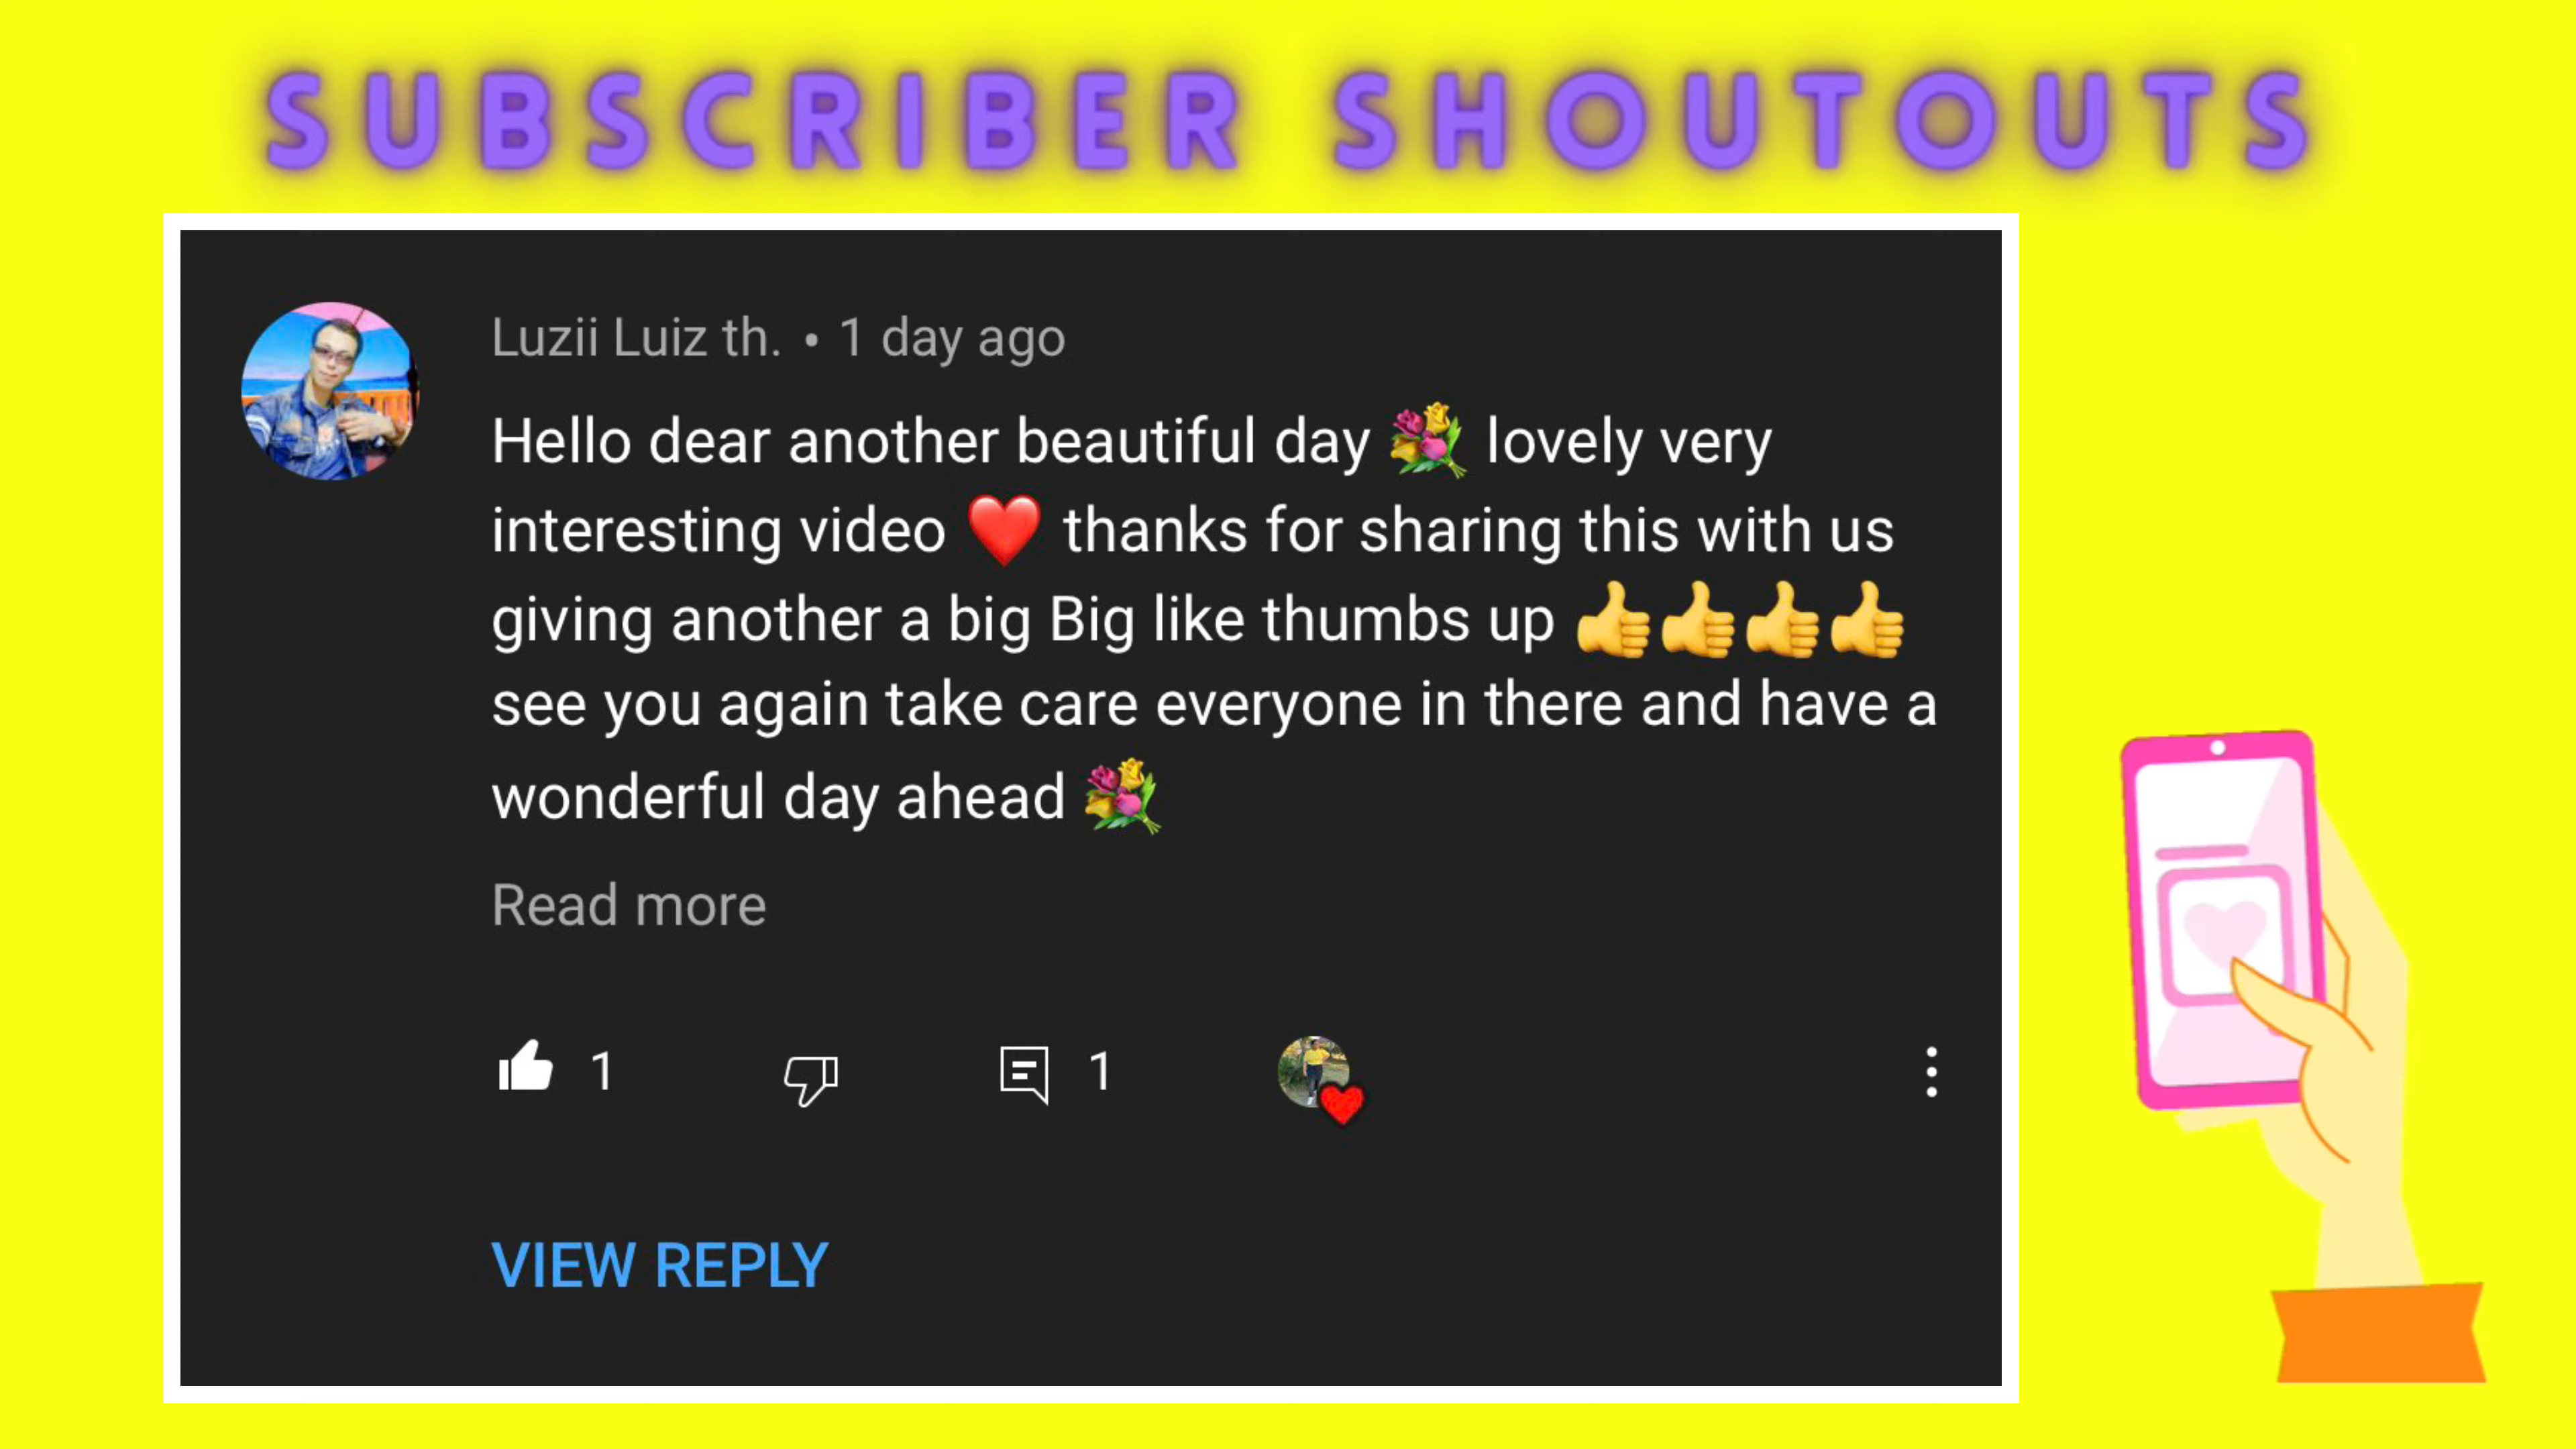 SUBSCRIBER SHOUTOUTS
Luzii Luiz th. • 1 day ago
Hello dear another beautiful day 💐 lovely very
interesting video ❤️ thanks for sharing this with us
giving another a big Big like thumbs up 👍👍👍👍
see you again take care everyone in there and have a
wonderful day ahead 💐
Read more
1 1
VIEW REPLY